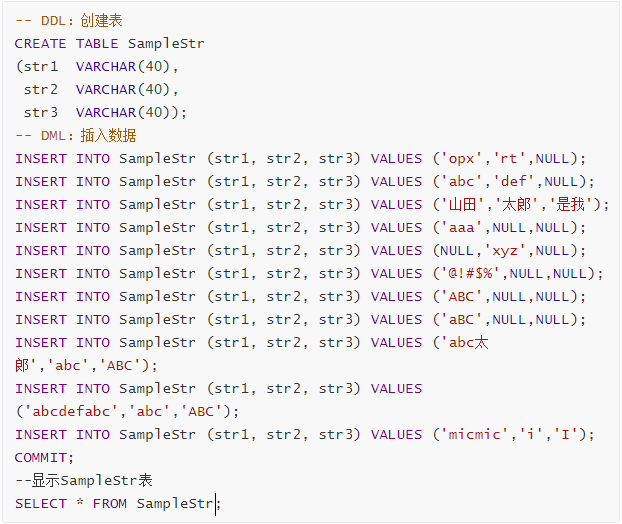 -- DDL：创建表
CREATE TABLE SampleStr
(str1  VARCHAR(40),
 str2  VARCHAR(40),
 str3  VARCHAR(40));
-- DML：插入数据
INSERT INTO SampleStr (str1, str2, str3) VALUES ('opx','rt',NULL);
INSERT INTO SampleStr (str1, str2, str3) VALUES ('abc','def',NULL);
INSERT INTO SampleStr (str1, str2, str3) VALUES ('山田','太郎','是我');
INSERT INTO SampleStr (str1, str2, str3) VALUES ('aaa',NULL,NULL);
INSERT INTO SampleStr (str1, str2, str3) VALUES (NULL,'xyz',NULL);
INSERT INTO SampleStr (str1, str2, str3) VALUES ('@!#$%',NULL,NULL);
INSERT INTO SampleStr (str1, str2, str3) VALUES ('ABC',NULL,NULL);
INSERT INTO SampleStr (str1, str2, str3) VALUES ('aBC',NULL,NULL);
INSERT INTO SampleStr (str1, str2, str3) VALUES ('abc太
郎','abc','ABC');
INSERT INTO SampleStr (str1, str2, str3) VALUES
('abcdefabc','abc','ABC');
INSERT INTO SampleStr (str1, str2, str3) VALUES ('micmic','i','I');
COMMIT;
--显示SampleStr表
SELECT * FROM SampleStr;